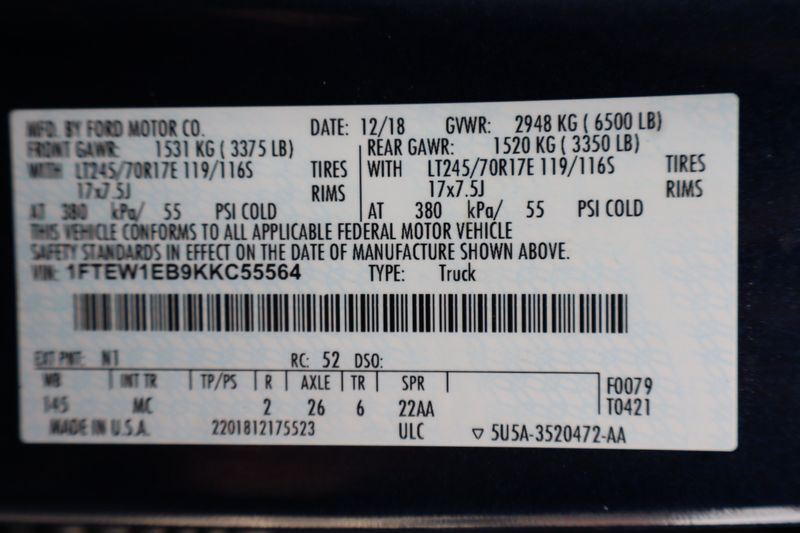 MFD. BY FORD MOTOR CO. DATE: 12/18 GVWR: 2948 KG ( 6500 LB)
FRONT GAWR: 1531 KG ( 3375 LB) REAR GAWR: 1520 KG ( 3350 LB)
WITH LT245/70R17E 119/116S TIRES WITH LT245/70R17E 119/116S TIRES
17x7.5J RIMS 17x7.5J RIMS
AT 380 kPa/ 55 PSI COLD AT 380 kPa/ 55 PSI COLD
THIS VEHICLE CONFORMS TO ALL APPLICABLE FEDERAL MOTOR VEHICLE
SAFETY STANDARDS IN EFFECT ON THE DATE OF MANUFACTURE SHOWN ABOVE.
VIN: 1FTEW1EB9KKC55564 TYPE: Truck
EXT PNT: N1 RC: 52 DSO:
WB INT TR TP/PS R AXLE TR SPR F0079
145 MC 2 26 6 22AA T0421
MADE IN U.S.A. 2201812175523 ULC ▽ 5U5A-3520472-AA